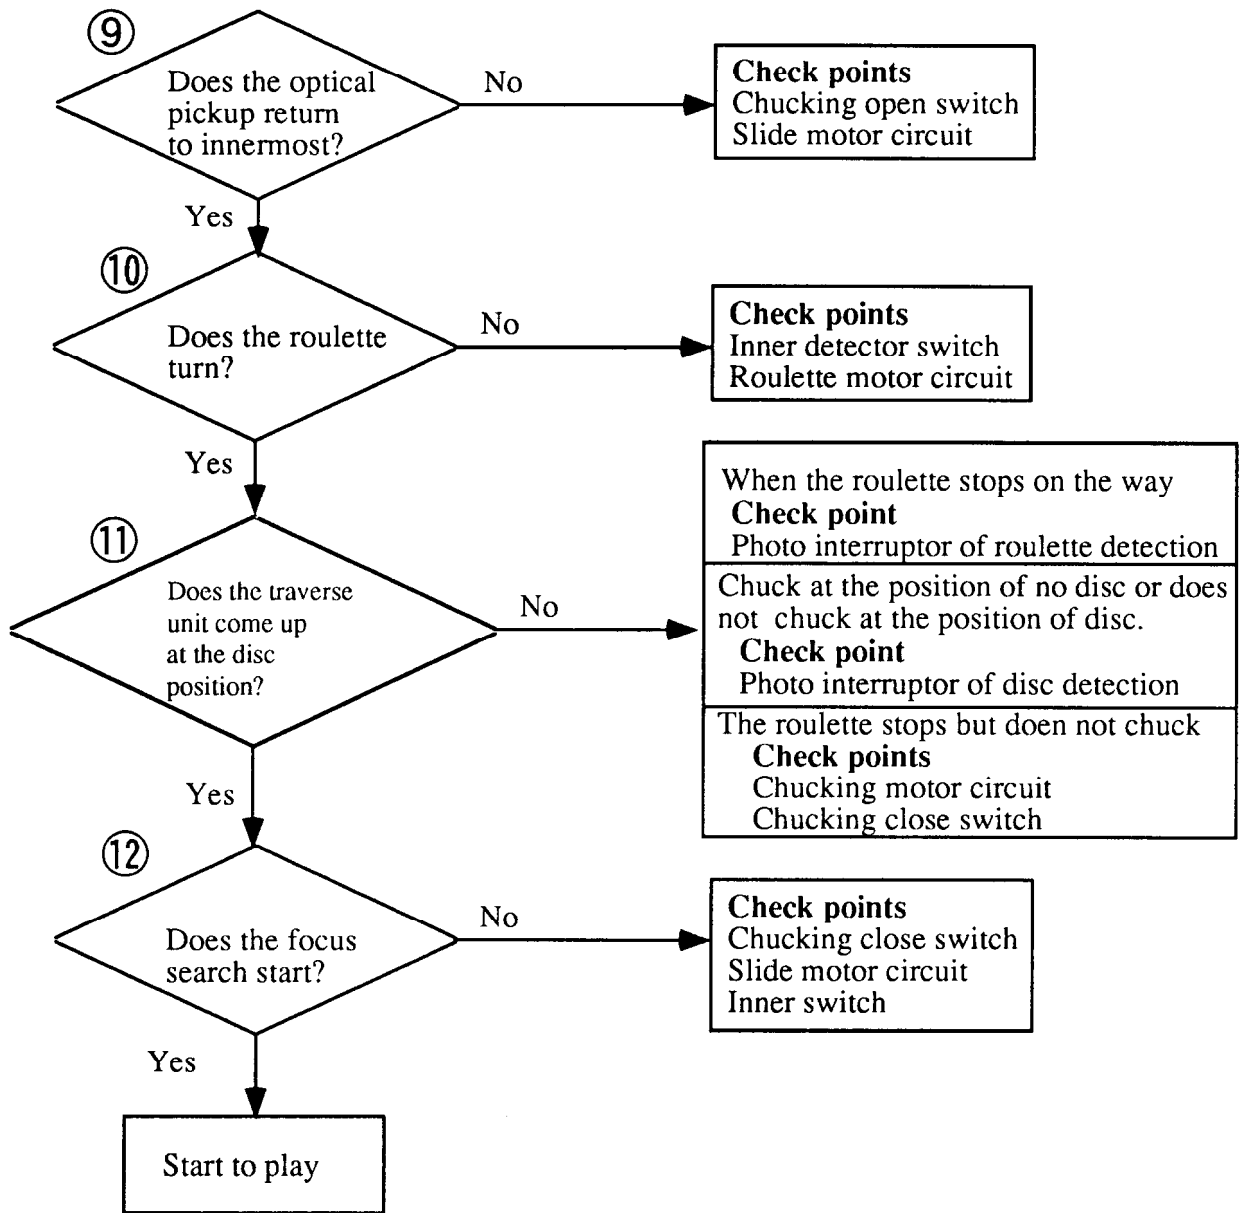 ⑨
Does the optical
pickup return
to innermost?
No
Check points
Chucking open switch
Slide motor circuit
Yes
⑩
Does the roulette
turn?
No
Check points
Inner detector switch
Roulette motor circuit
Yes
⑪
Does the traverse
unit come up
at the disc
position?
No
When the roulette stops on the way
Check point
Photo interruptor of roulette detection
Chuck at the position of no disc or does
not chuck at the position of disc.
Check point
Photo interruptor of disc detection
The roulette stops but doen not chuck
Check points
Chucking motor circuit
Chucking close switch
Yes
⑫
Does the focus
search start?
No
Check points
Chucking close switch
Slide motor circuit
Inner switch
Yes
Start to play